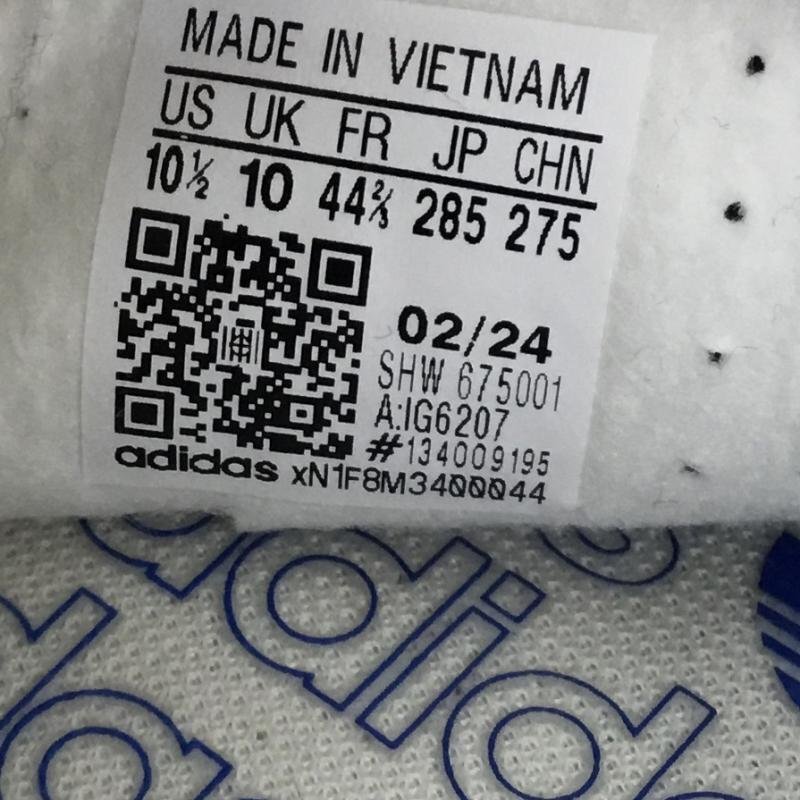 MADE IN VIETNAM
US UK FR JP CHN
10½ 10 44⅔ 285 275
02/24
SHW 675001
A:IG6207
#134009195
adidas xN1F8M3400044
adid